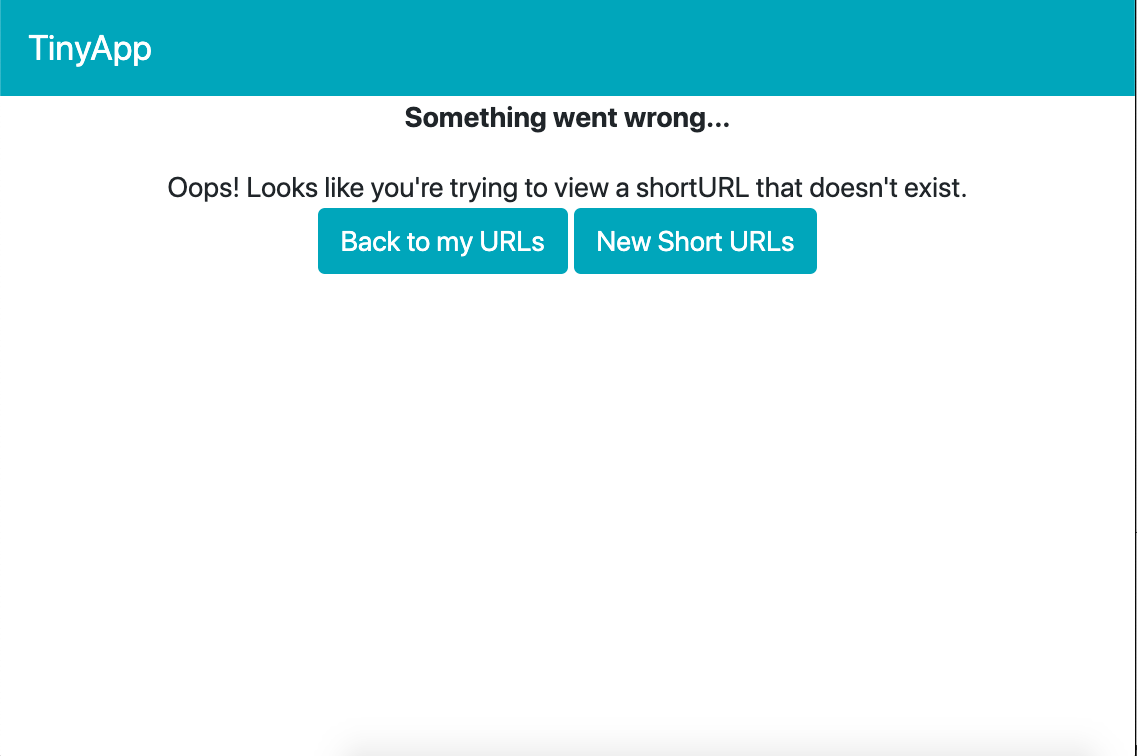 TinyApp
Something went wrong...
Oops! Looks like you're trying to view a shortURL that doesn't exist.
Back to my URLs New Short URLs